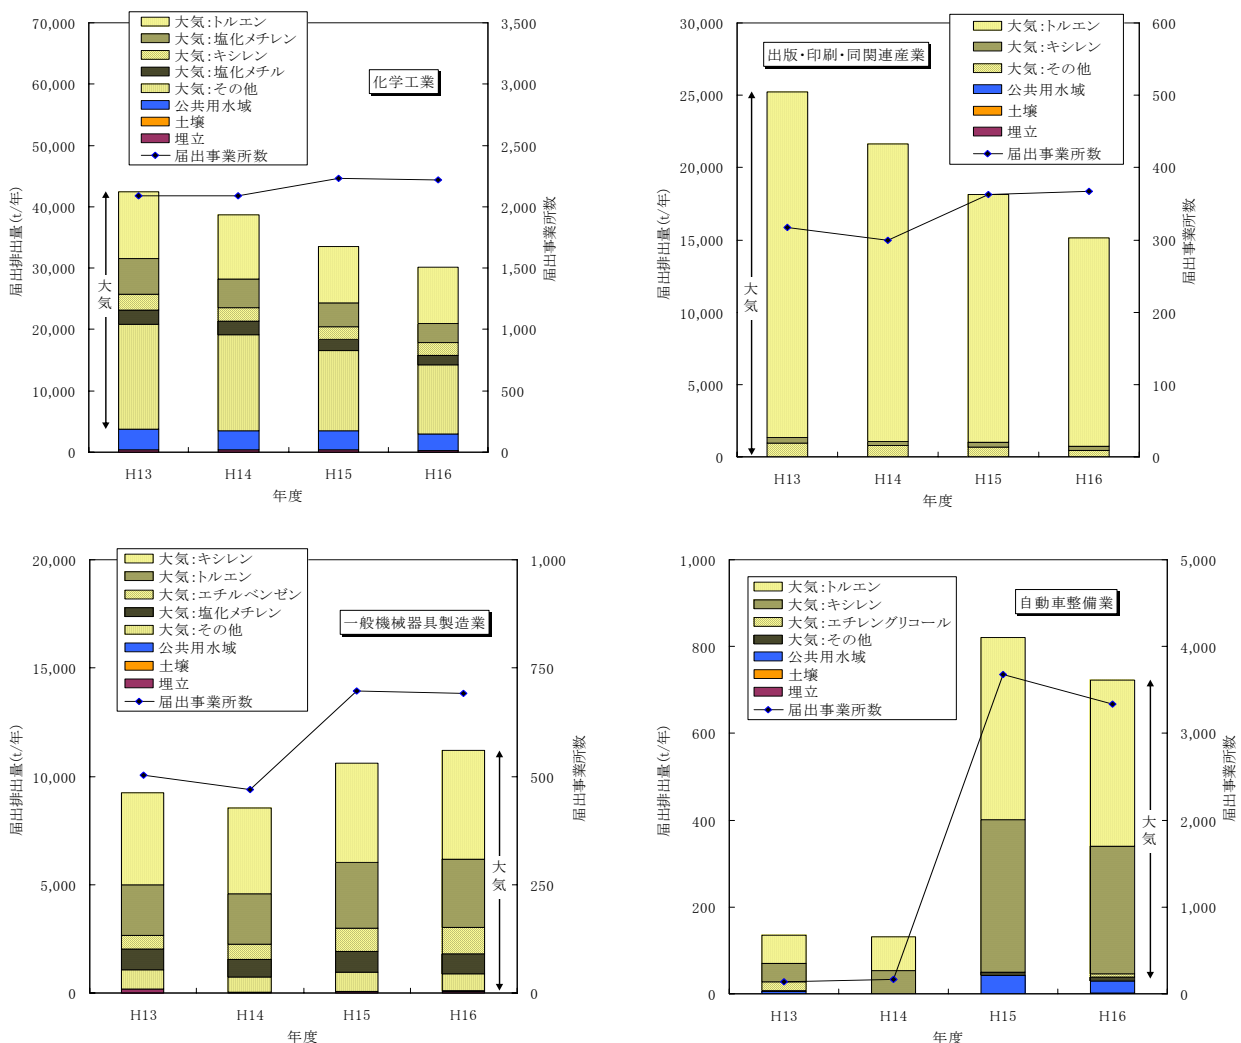 大気:トルエン
大気:塩化メチレン
大気:キシレン
大気:塩化メチル
大気:その他
公共用水域
土壌
埋立
届出事業所数
化学工業
70,000
60,000
50,000
40,000
30,000
20,000
10,000
0
3,500
3,000
2,500
2,000
1,500
1,000
500
0
届出排出量(t/年)
届出事業所数
大気
H13
H14
H15
H16
年度
大気:トルエン
大気:キシレン
大気:その他
公共用水域
土壌
埋立
届出事業所数
出版・印刷・同関連産業
30,000
25,000
20,000
15,000
10,000
5,000
0
600
500
400
300
200
100
0
届出排出量(t/年)
届出事業所数
大気
H13
H14
H15
H16
年度
大気:キシレン
大気:トルエン
大気:エチルベンゼン
大気:塩化メチレン
大気:その他
公共用水域
土壌
埋立
届出事業所数
一般機械器具製造業
20,000
15,000
10,000
5,000
0
1,000
750
500
250
0
届出排出量(t/年)
届出事業所数
大気
H13
H14
H15
H16
年度
大気:トルエン
大気:キシレン
大気:エチレングリコール
大気:その他
公共用水域
土壌
埋立
届出事業所数
自動車整備業
1,000
800
600
400
200
0
5,000
4,000
3,000
2,000
1,000
0
届出排出量(t/年)
届出事業所数
大気
H13
H14
H15
H16
年度